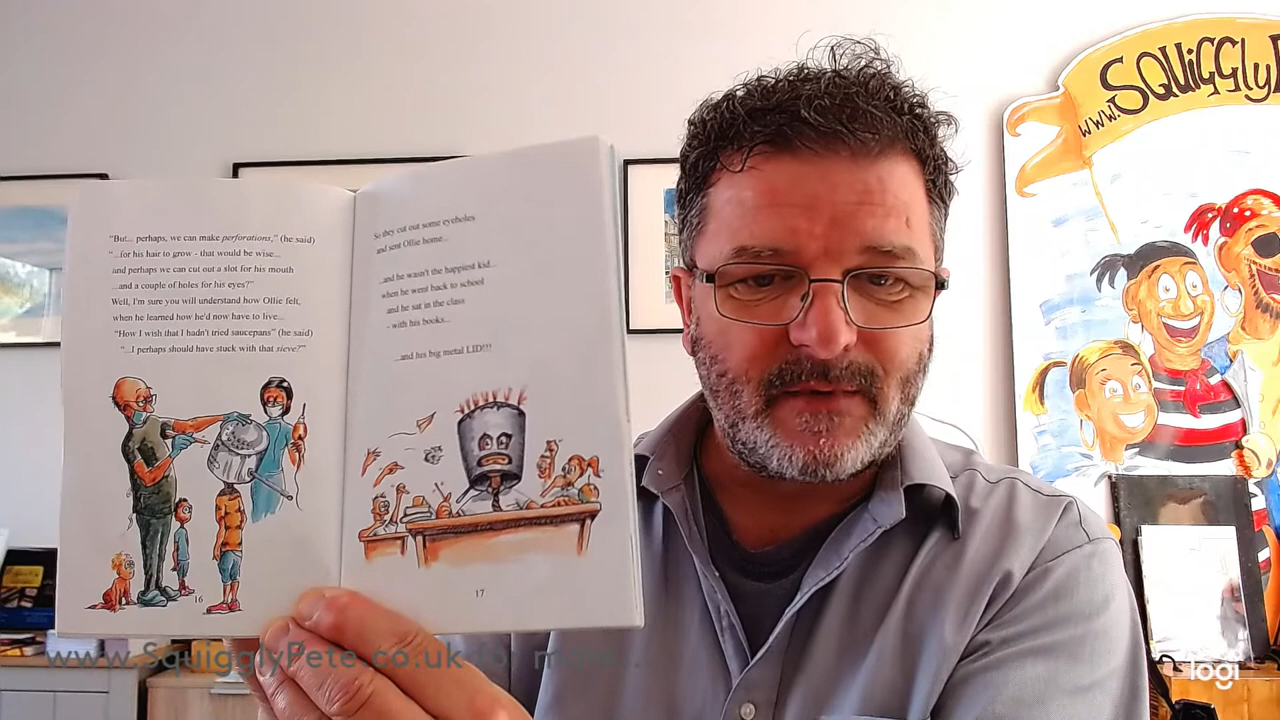 "But... perhaps, we can make perforations," (he said)
"...for his hair to grow - that would be wise...
and perhaps we can cut out a slot for his mouth
...and a couple of holes for his eyes?"
Well, I'm sure you will understand how Ollie felt,
when he learned how he'd now have to live...
"How I wish that I hadn't tried saucepans" (he said)
"...I perhaps should have stuck with that sieve?"
16
So they cut out some eyeholes
and sent Ollie home...
...and he wasn't the happiest kid...
when he went back to school
and he sat in the class
- with his books...
...and his big metal LID!!!
17
www.Squiggly
www.SquigglyPete.co.uk for more...
logi